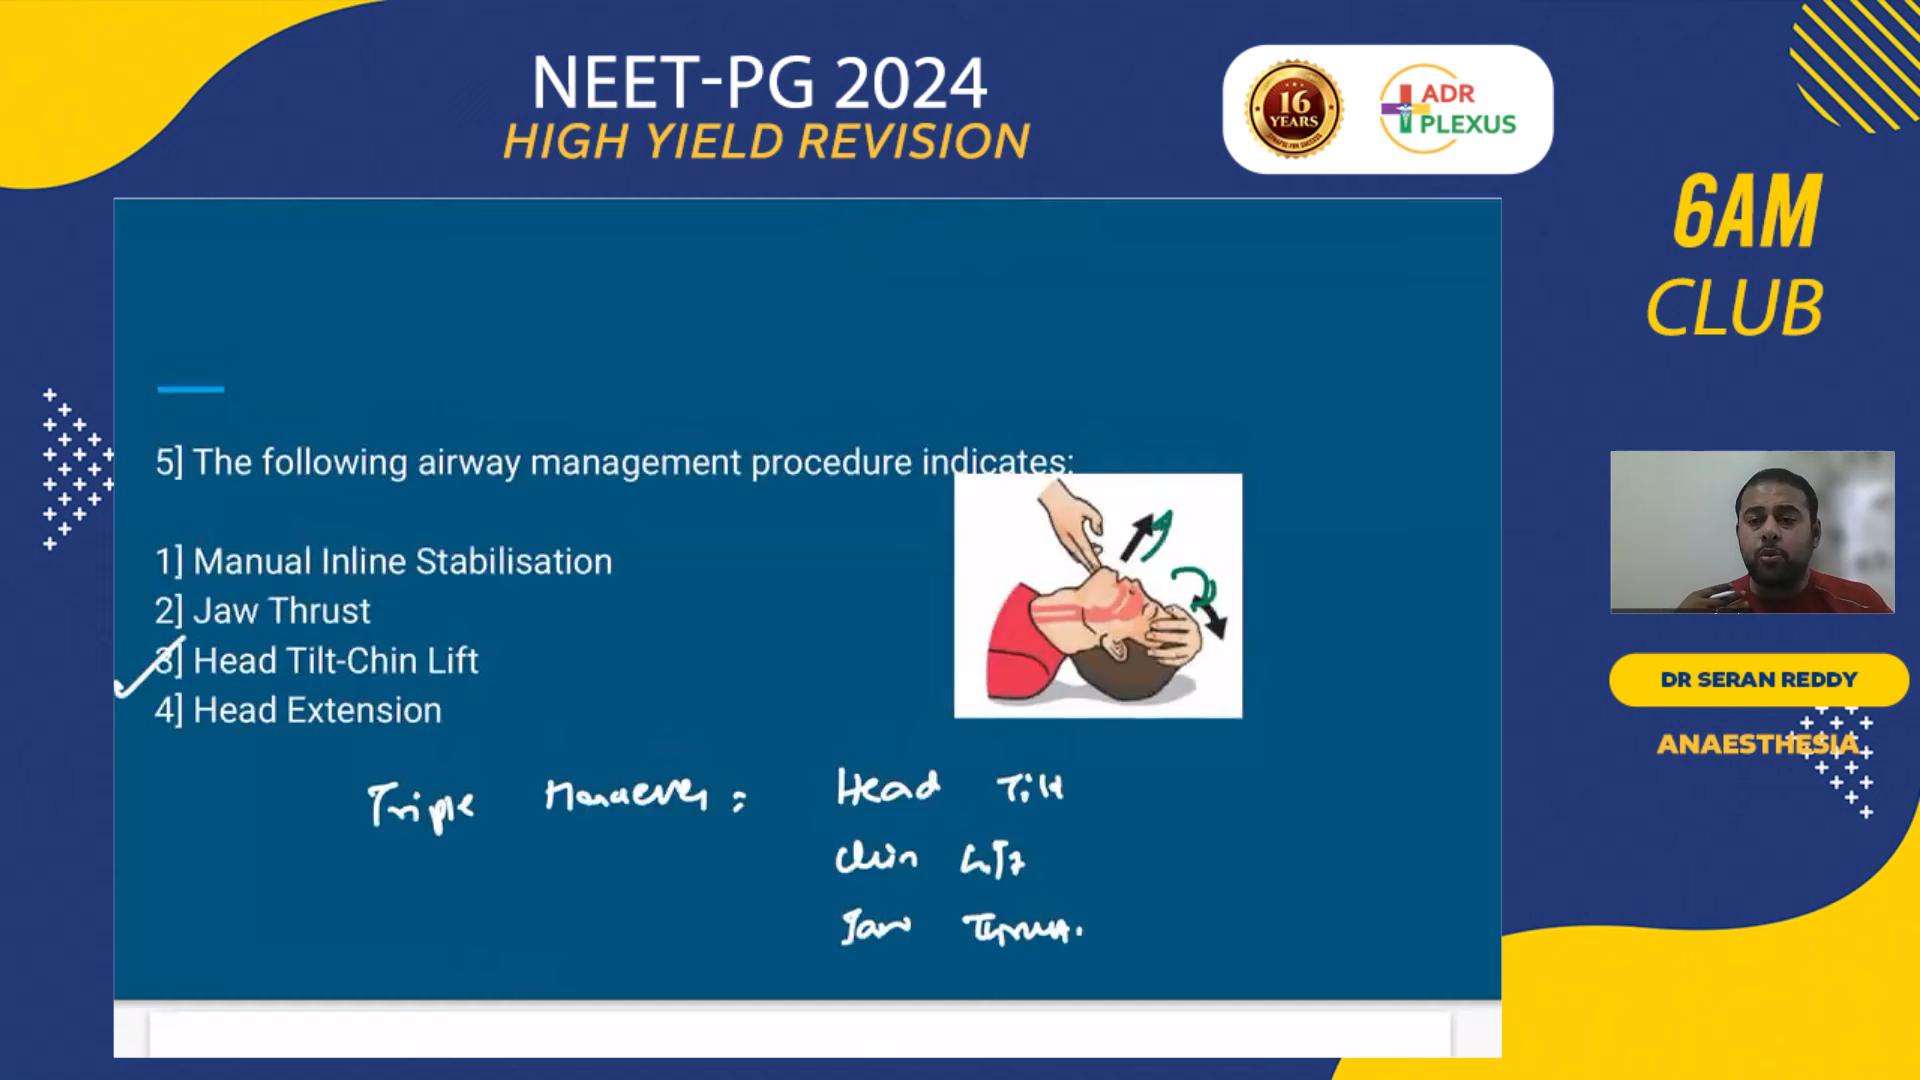 NEET-PG 2024
HIGH YIELD REVISION
16
YEARS
ADR
PLEXUS
6AM
CLUB
5] The following airway management procedure indicates:
1] Manual Inline Stabilisation
2] Jaw Thrust
3] Head Tilt-Chin Lift
4] Head Extension
Triple Maneuver : Head Tilt
Chin Lift
Jaw Thrust.
DR SERAN REDDY
ANAESTHESIA